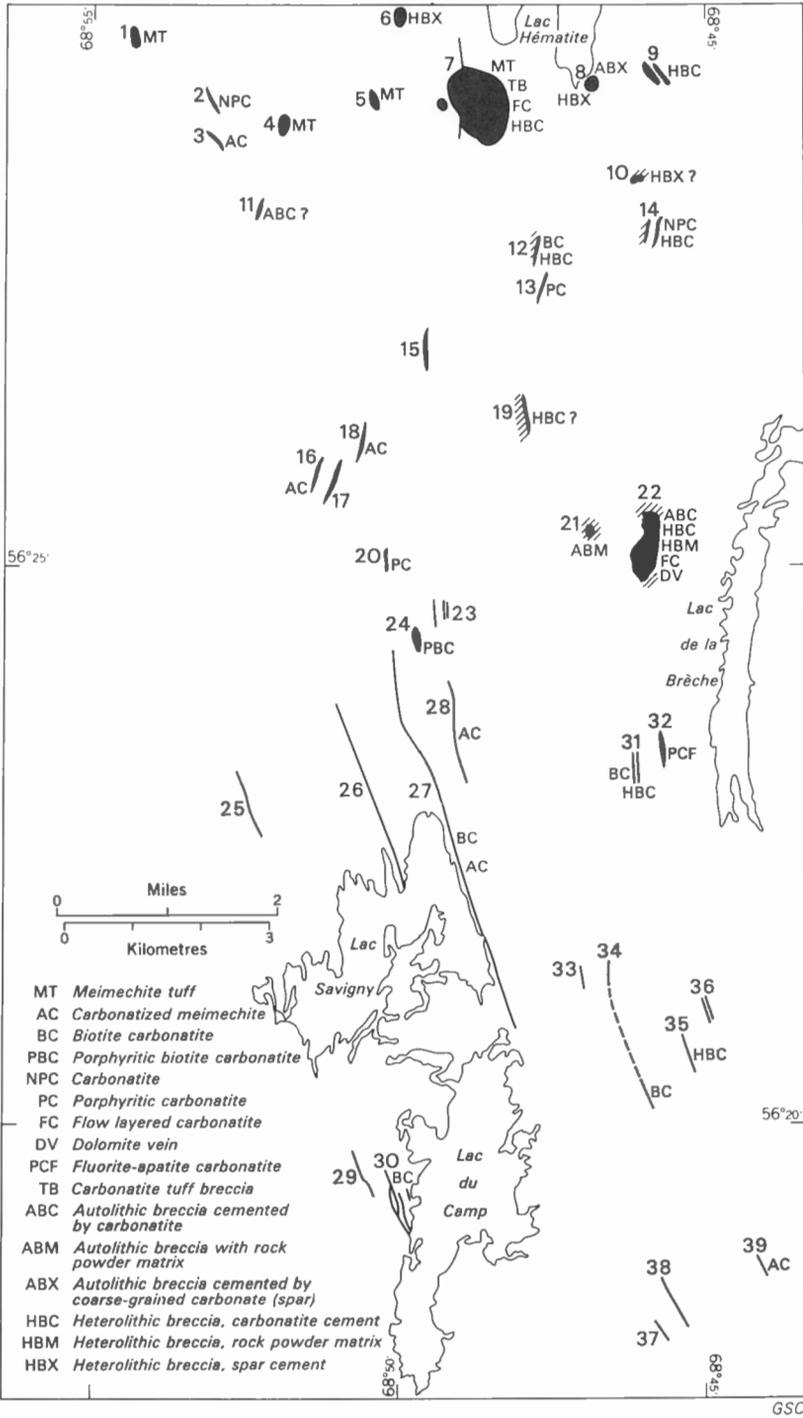 68°55'
68°45'
1 MT
6 HBX
Lac
Hématite
7 MT
TB
FC
HBC
8 ABX
HBX
9 HBC
2 NPC
5 MT
4 MT
3 AC
10 HBX ?
11 ABC ?
14 NPC
HBC
12 BC
HBC
13 PC
15
19 HBC ?
18 AC
16 AC
17
22 ABC
HBC
HBM
FC
DV
21 ABM
56°25'
20 PC
23
24 PBC
Lac
de la
Brèche
28 AC
32 PCF
31 BC
HBC
26
27 BC
AC
25
Miles
0 2
0 3
Kilometres
Lac
Savigny
33
34 BC
36
35 HBC
56°20'
MT Meimechite tuff
AC Carbonatized meimechite
BC Biotite carbonatite
PBC Porphyritic biotite carbonatite
NPC Carbonatite
PC Porphyritic carbonatite
FC Flow layered carbonatite
DV Dolomite vein
PCF Fluorite-apatite carbonatite
TB Carbonatite tuff breccia
ABC Autolithic breccia cemented
by carbonatite
ABM Autolithic breccia with rock
powder matrix
ABX Autolithic breccia cemented by
coarse-grained carbonate (spar)
HBC Heterolithic breccia, carbonatite cement
HBM Heterolithic breccia, rock powder matrix
HBX Heterolithic breccia, spar cement
29
30 BC
Lac
du
Camp
39 AC
38
37
68°50'
68°45'
GSC